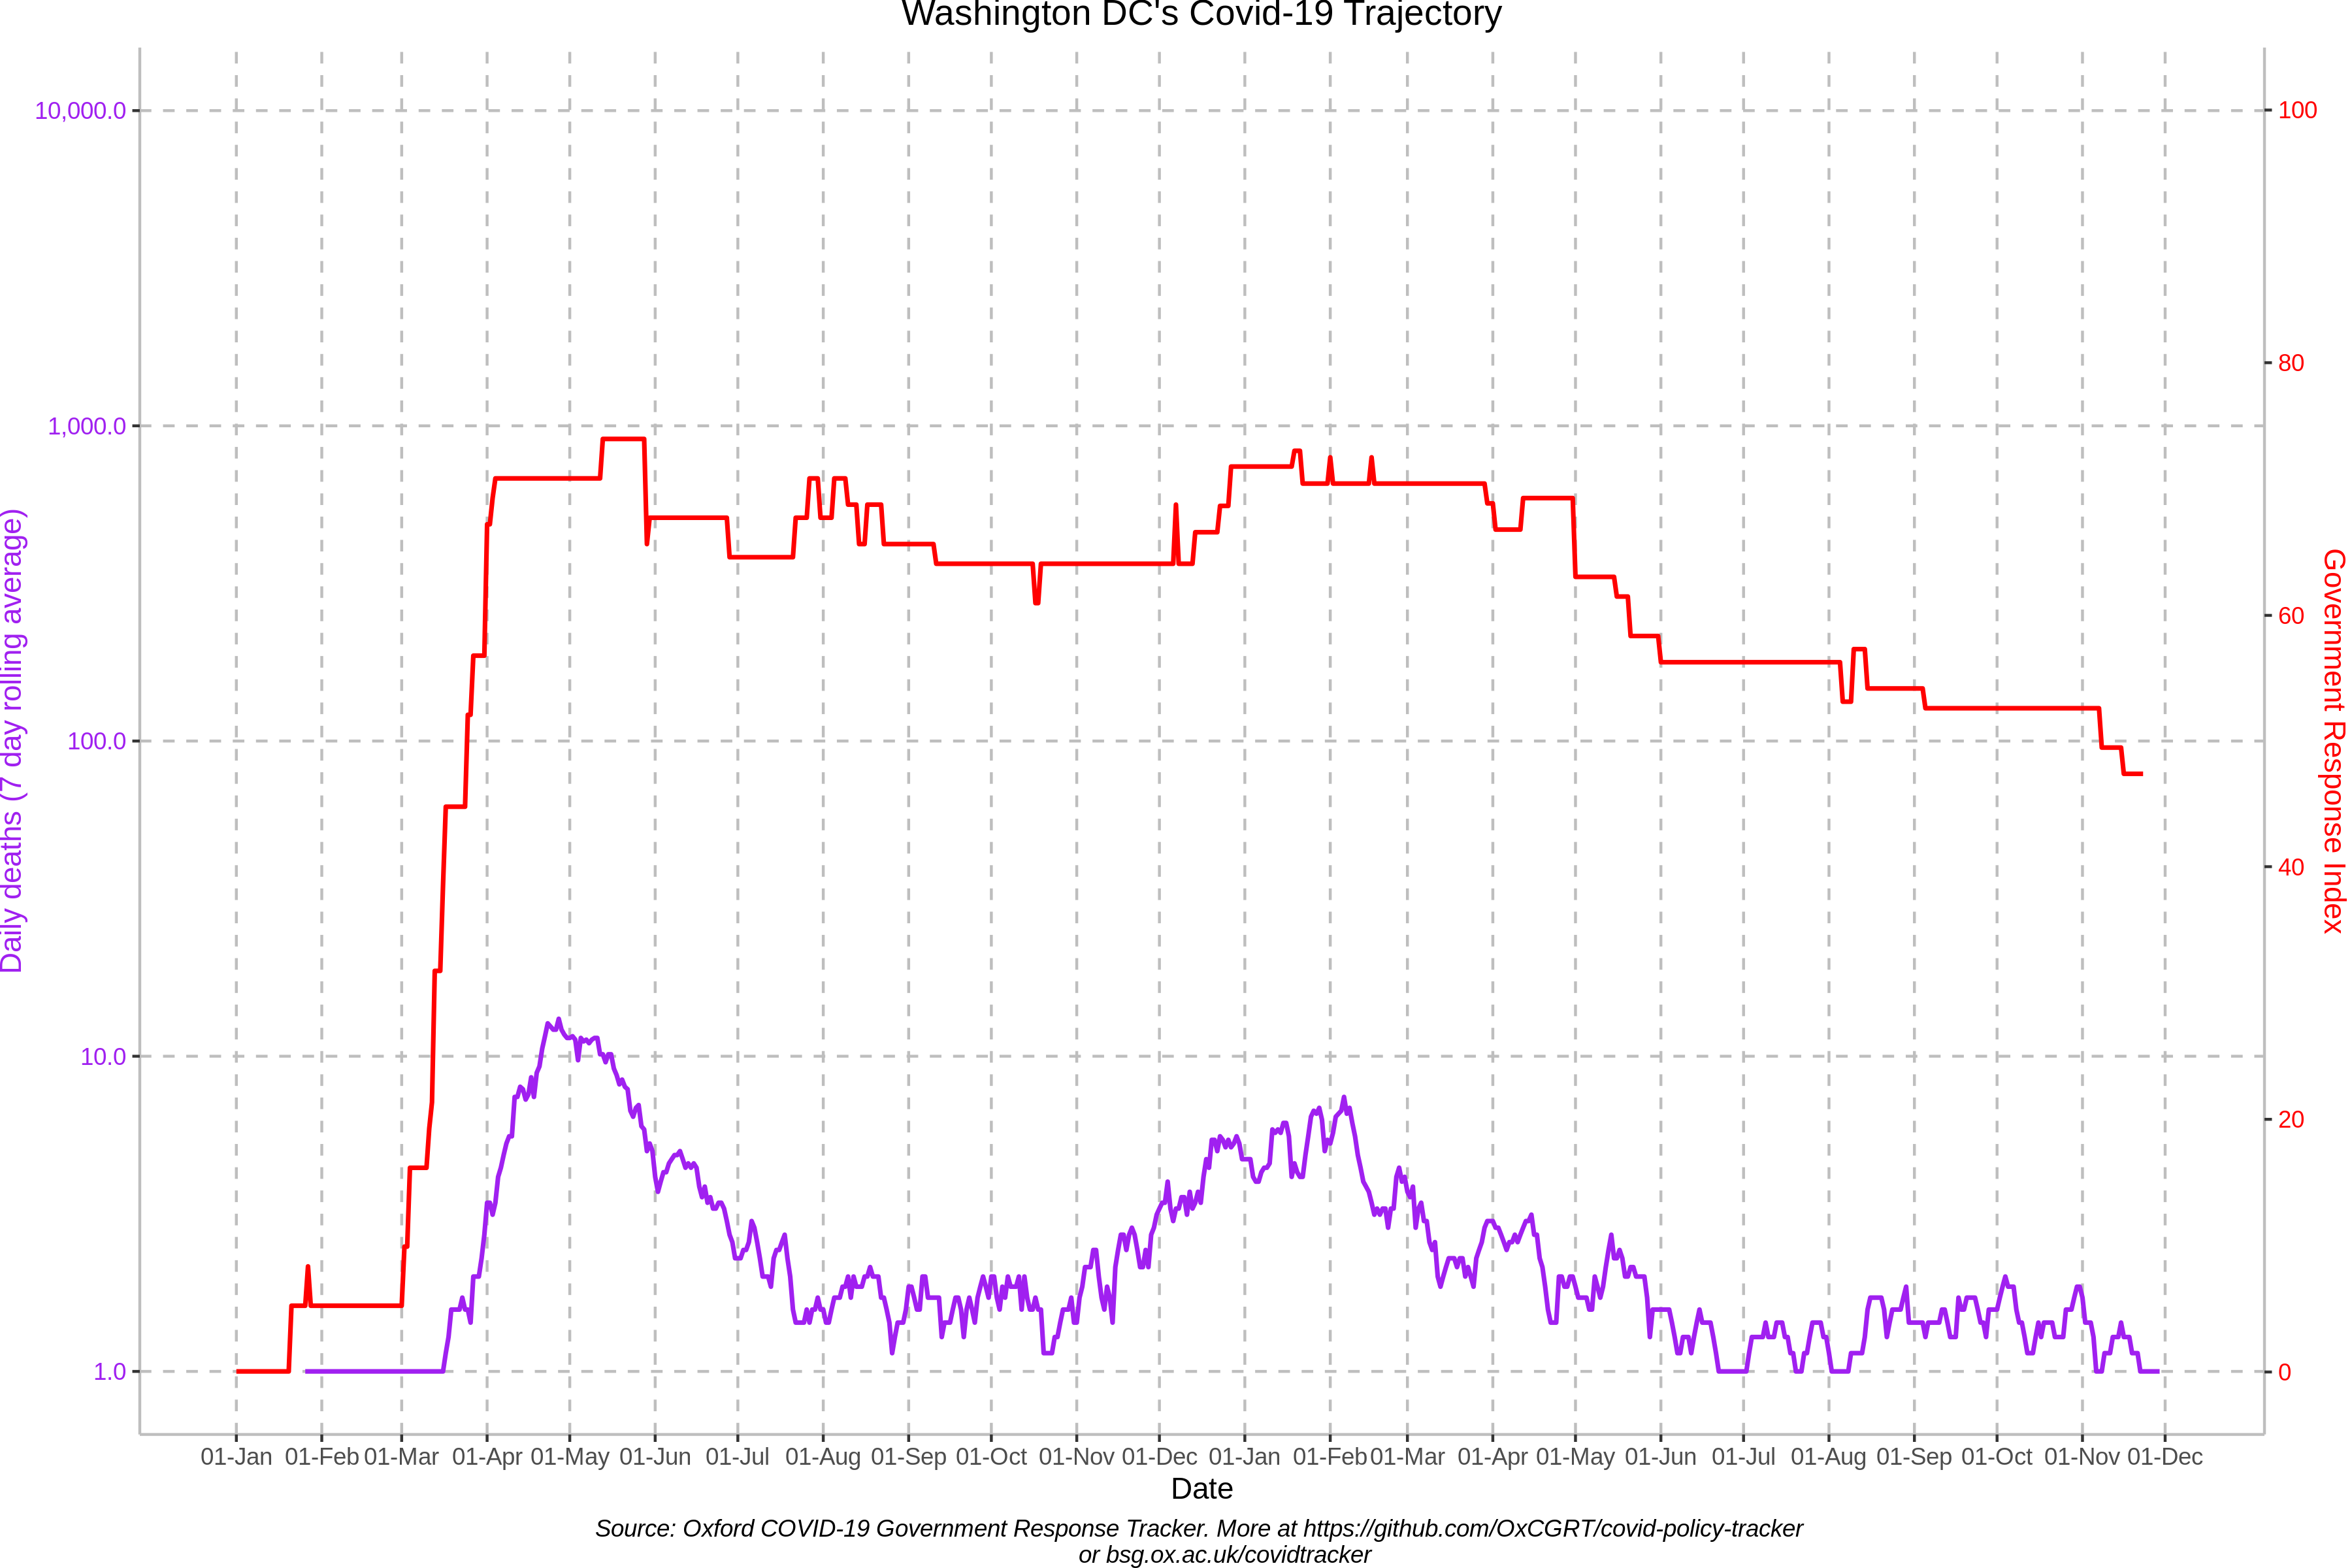 Washington DC's Covid-19 Trajectory
Daily deaths (7 day rolling average)
10,000.0
1,000.0
100.0
10.0
1.0
100
80
60
40
20
0
Government Response Index
01-Jan 01-Feb 01-Mar 01-Apr 01-May 01-Jun 01-Jul 01-Aug 01-Sep 01-Oct 01-Nov 01-Dec 01-Jan 01-Feb 01-Mar 01-Apr 01-May 01-Jun 01-Jul 01-Aug 01-Sep 01-Oct 01-Nov 01-Dec
Date
Source: Oxford COVID-19 Government Response Tracker. More at https://github.com/OxCGRT/covid-policy-tracker
or bsg.ox.ac.uk/covidtracker